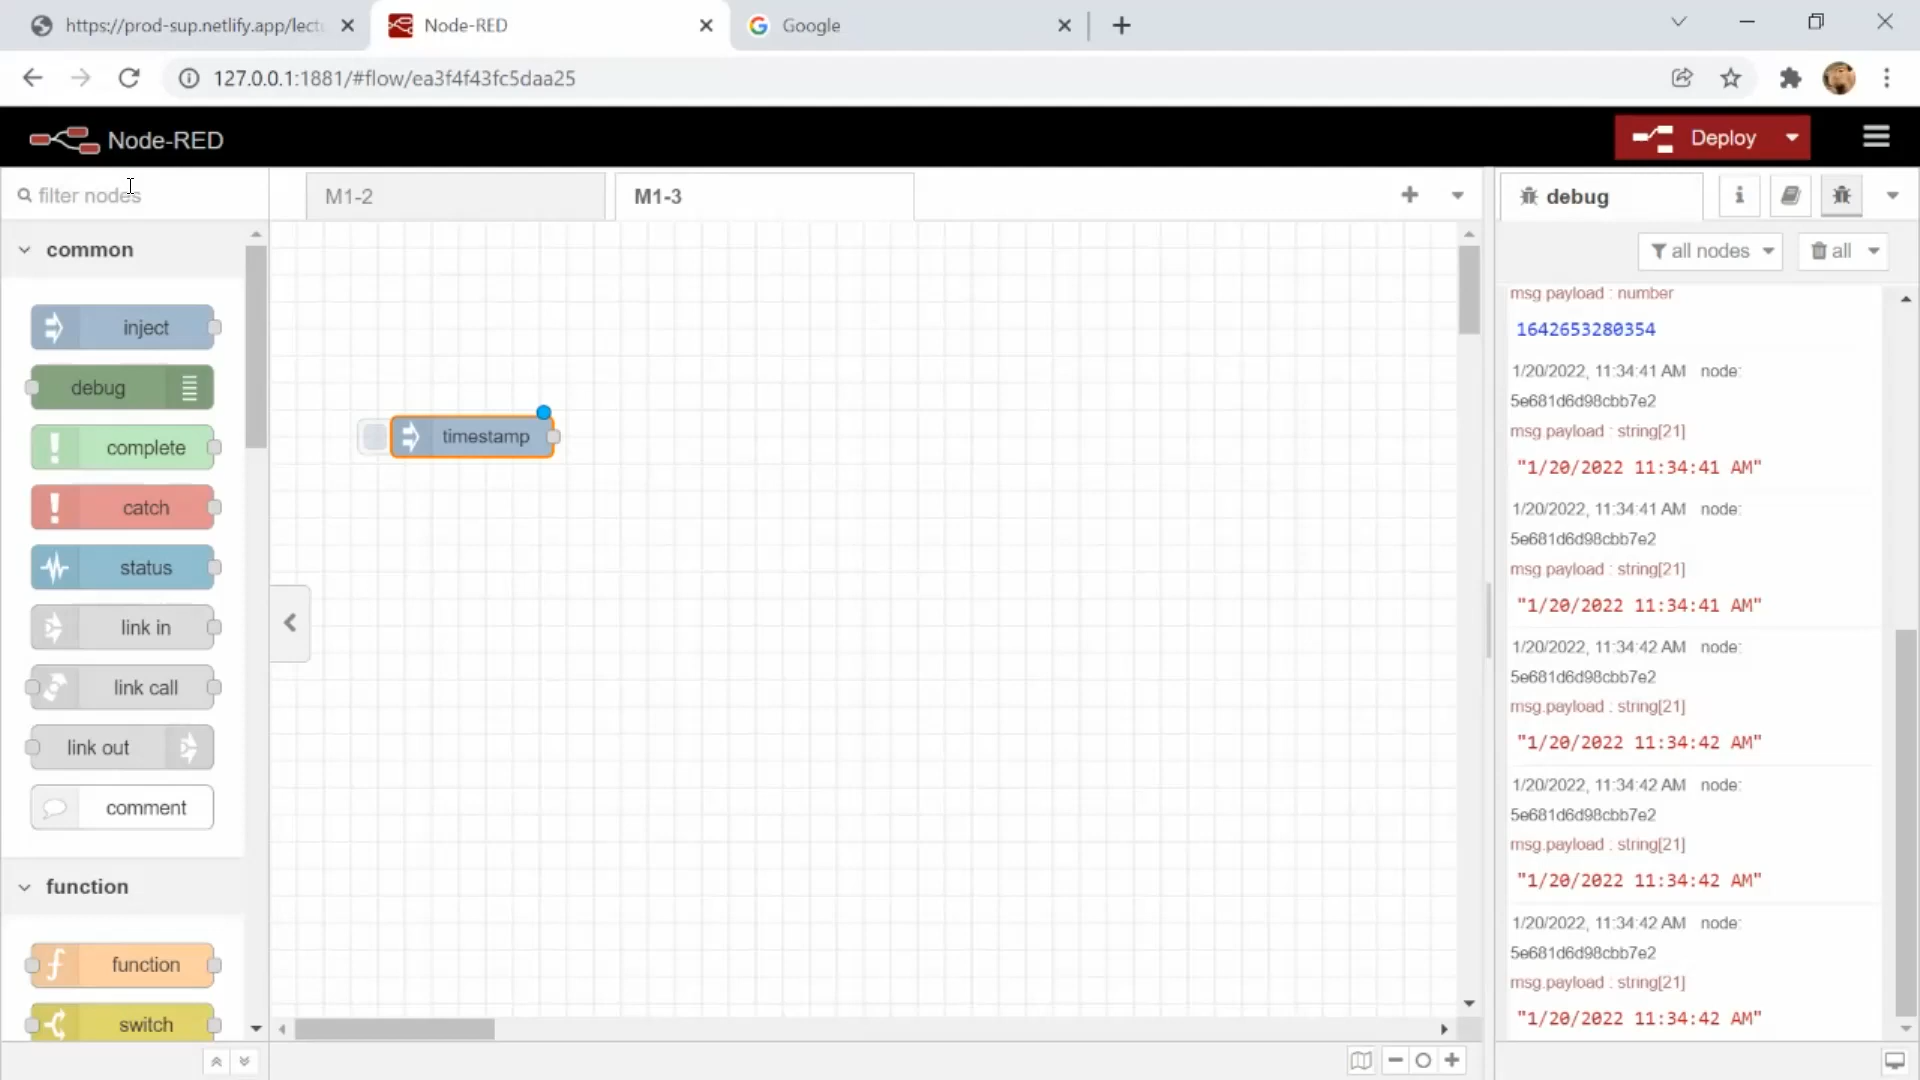 https://prod-sup.netlify.app/lect
Node-RED
Google
127.0.0.1:1881/#flow/ea3f4f43fc5daa25
Node-RED
Deploy
filter nodes
M1-2
M1-3
debug
all nodes
all
common
inject
debug
complete
catch
status
link in
link call
link out
comment
function
function
switch
timestamp
msg.payload : number
1642653280354
1/20/2022, 11:34:41 AM node:
5e681d6d98cbb7e2
msg.payload : string[21]
"1/20/2022 11:34:41 AM"
1/20/2022, 11:34:41 AM node:
5e681d6d98cbb7e2
msg.payload : string[21]
"1/20/2022 11:34:41 AM"
1/20/2022, 11:34:42 AM node:
5e681d6d98cbb7e2
msg.payload : string[21]
"1/20/2022 11:34:42 AM"
1/20/2022, 11:34:42 AM node:
5e681d6d98cbb7e2
msg.payload : string[21]
"1/20/2022 11:34:42 AM"
1/20/2022, 11:34:42 AM node:
5e681d6d98cbb7e2
msg.payload : string[21]
"1/20/2022 11:34:42 AM"